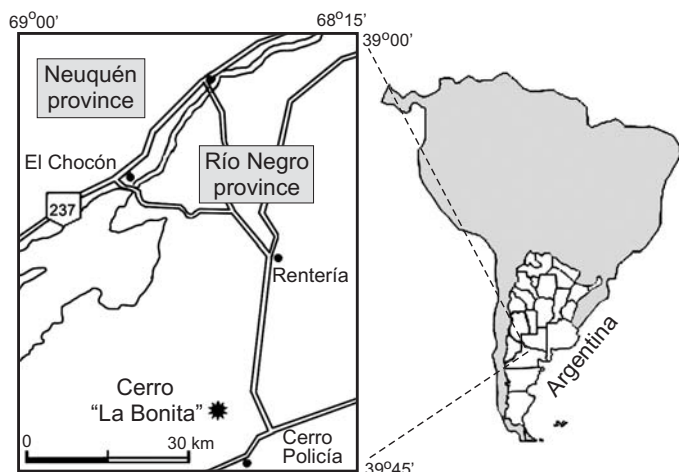 69°00’
68°15’
39°00’
Neuquén
province
El Chocón
Río Negro
province
237
Rentería
Argentina
Cerro
“La Bonita”
0
30 km
Cerro
Policía
39°45’